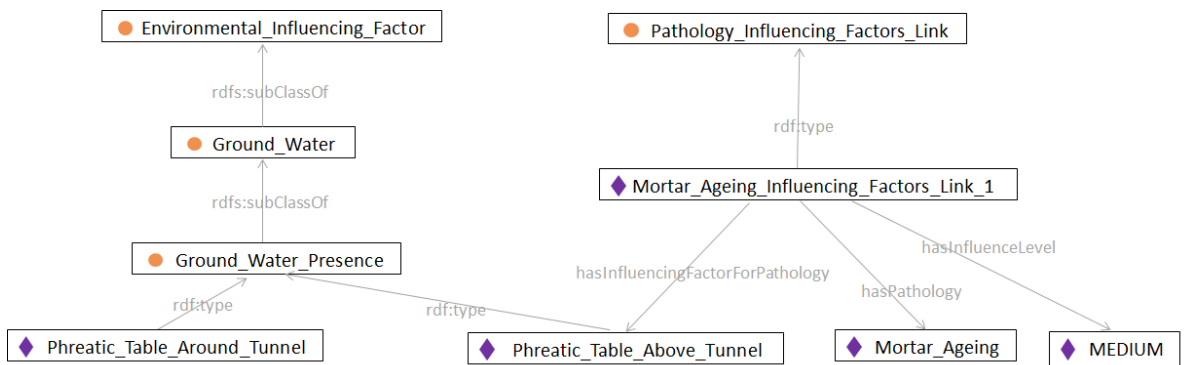 Environmental_Influencing_Factor
Pathology_Influencing_Factors_Link
rdfs:subClassOf
rdf:type
Ground_Water
Mortar_Ageing_Influencing_Factors_Link_1
rdfs:subClassOf
hasInfluenceLevel
Ground_Water_Presence
hasInfluencingFactorForPathology
hasPathology
rdf:type
rdf:type
Phreatic_Table_Around_Tunnel
Phreatic_Table_Above_Tunnel
Mortar_Ageing
MEDIUM